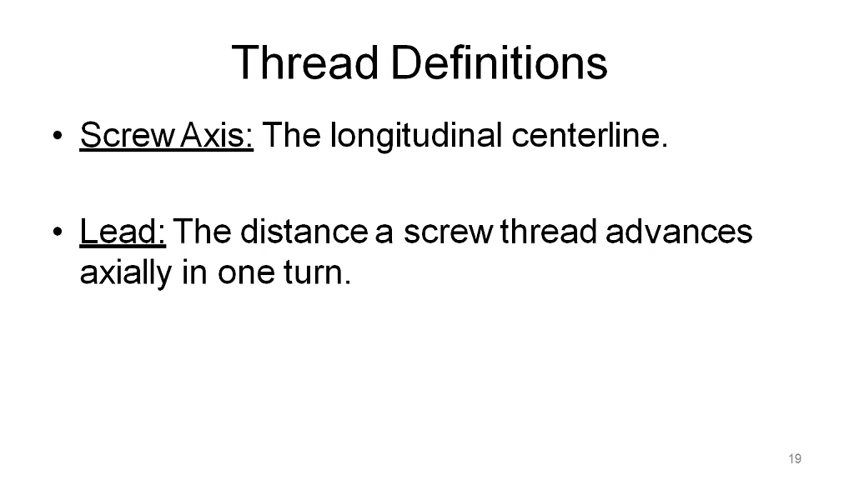 Thread Definitions
• Screw Axis: The longitudinal centerline.
• Lead: The distance a screw thread advances
axially in one turn.
19